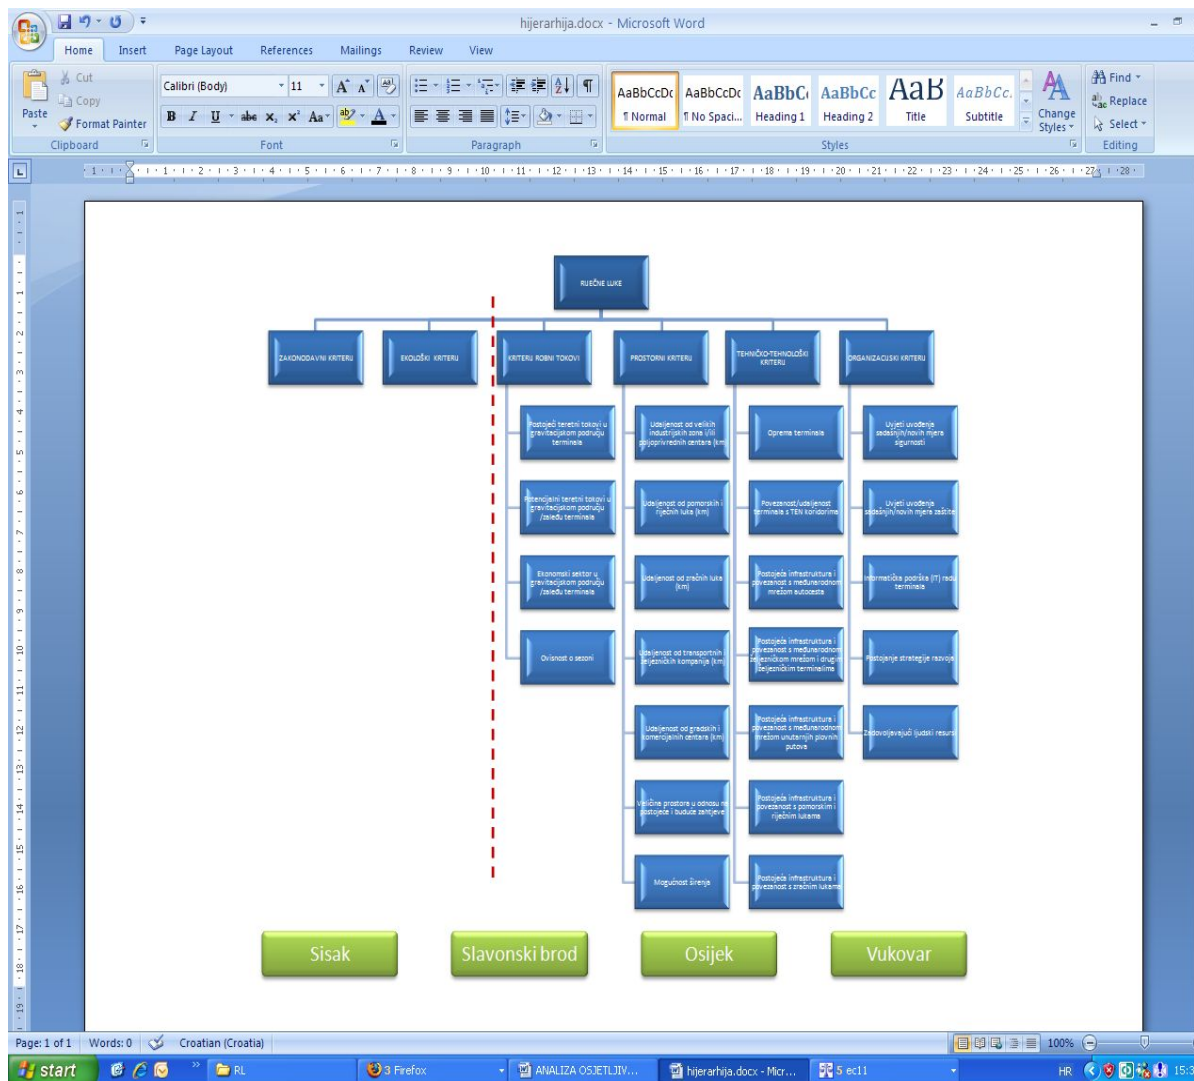 hijerarhija.docx - Microsoft Word
Home Insert Page Layout References Mailings Review View
Cut
Copy
Paste
Format Painter
Clipboard
Calibri (Body) 11
Font
Paragraph
AaBbCcDc AaBbCcDc AaBbC AaBbCc AaB AaBbCc.
¶ Normal ¶ No Spaci... Heading 1 Heading 2 Title Subtitle
Change
Styles
Styles
Find
Replace
Select
Editing
RIJEČNE LUKE
ZAKONODAVNI KRITERIJ
EKOLOŠKI KRITERIJ
KRITERIJ ROBNI TOKOVI
PROSTORNI KRITERIJ
TEHNIČKO-TEHNOLOŠKI
KRITERIJ
ORGANIZACIJSKI KRITERIJ
Postojeći teretni tokovi u
gravitacijskom području
terminala
Potencijalni teretni tokovi u
gravitacijskom području
/zaleđu terminala
Ekonomski sektor u
gravitacijskom području
/zaleđu terminala
Ovisnost o sezoni
Udaljenost od velikih
industrijskih zona i/ili
poljoprivrednih centara (km)
Udaljenost od pomorskih i
riječnih luka (km)
Udaljenost od zračnih luka
(km)
Udaljenost od transportnih i
željezničkih kompanija (km)
Udaljenost od gradskih i
komercijalnih centara (km)
Veličina prostora u odnosu na
postojeće i buduće zahtjeve
Mogućnost širenja
Oprema terminala
Povezanost/udaljenost
terminala s TEN koridorima
Postojeća infrastruktura i
povezanost s međunarodnom
mrežom autocesta
Postojeća infrastruktura i
povezanost s međunarodnom
željezničkom mrežom i drugim
željezničkim terminalima
Postojeća infrastruktura i
povezanost s međunarodnom
mrežom unutarnjih plovnih
putova
Postojeća infrastruktura i
povezanost s pomorskim i
riječnim lukama
Postojeća infrastruktura i
povezanost s zračnim lukama
Uvjeti uvođenja
sadašnjih/novih mjera
sigurnosti
Uvjeti uvođenja
sadašnjih/novih mjera zaštite
Informatička podrška (IT) radu
terminala
Postojanje strategije razvoja
Zadovoljavajući ljudski resursi
Sisak Slavonski brod Osijek Vukovar
Page: 1 of 1 Words: 0 Croatian (Croatia) 100%
start RL 3 Firefox ANALIZA OSJETLJIV... hijerarhija.docx - Micr... 5 ec11 HR